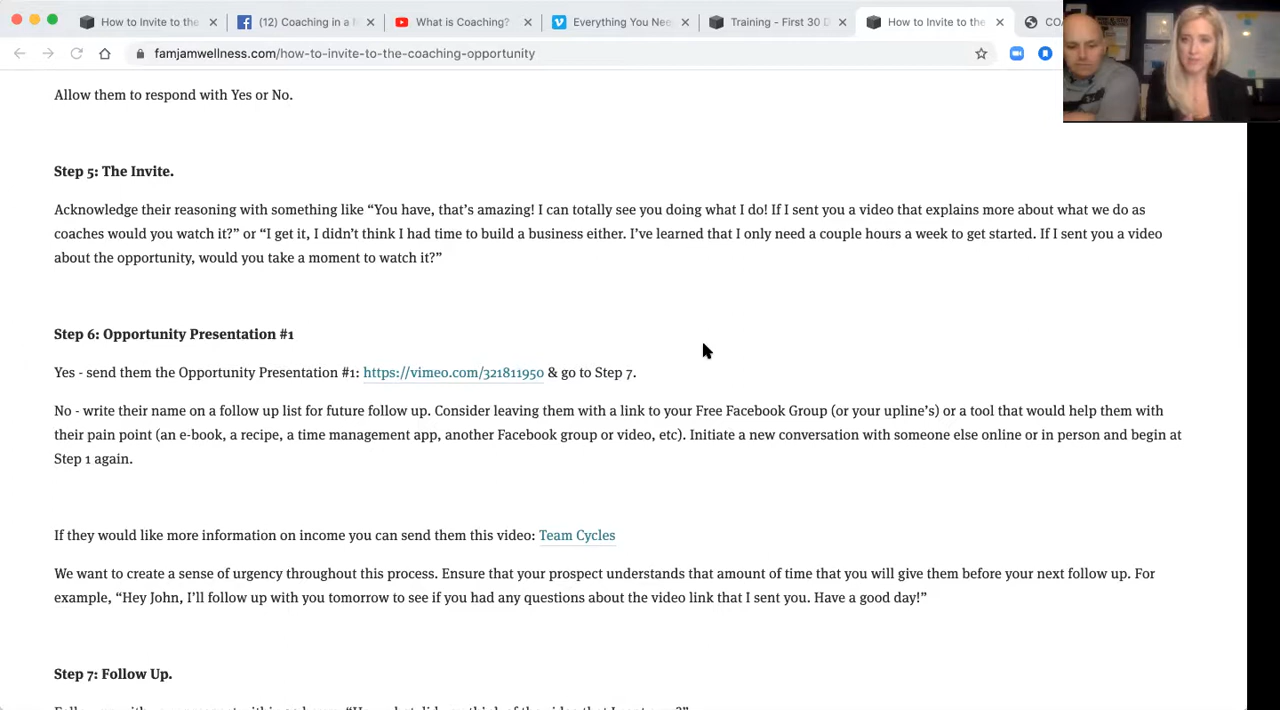 How to Invite to the
(12) Coaching in a
What is Coaching?
Everything You Nee
Training - First 30 D
How to Invite to the
famjamwellness.com/how-to-invite-to-the-coaching-opportunity
Allow them to respond with Yes or No.
Step 5: The Invite.
Acknowledge their reasoning with something like “You have, that’s amazing! I can totally see you doing what I do! If I sent you a video that explains more about what we do as
coaches would you watch it?” or “I get it, I didn’t think I had time to build a business either. I’ve learned that I only need a couple hours a week to get started. If I sent you a video
about the opportunity, would you take a moment to watch it?”
Step 6: Opportunity Presentation #1
Yes - send them the Opportunity Presentation #1: https://vimeo.com/321811950 & go to Step 7.
No - write their name on a follow up list for future follow up. Consider leaving them with a link to your Free Facebook Group (or your upline’s) or a tool that would help them with
their pain point (an e-book, a recipe, a time management app, another Facebook group or video, etc). Initiate a new conversation with someone else online or in person and begin at
Step 1 again.
If they would like more information on income you can send them this video: Team Cycles
We want to create a sense of urgency throughout this process. Ensure that your prospect understands that amount of time that you will give them before your next follow up. For
example, “Hey John, I’ll follow up with you tomorrow to see if you had any questions about the video link that I sent you. Have a good day!”
Step 7: Follow Up.